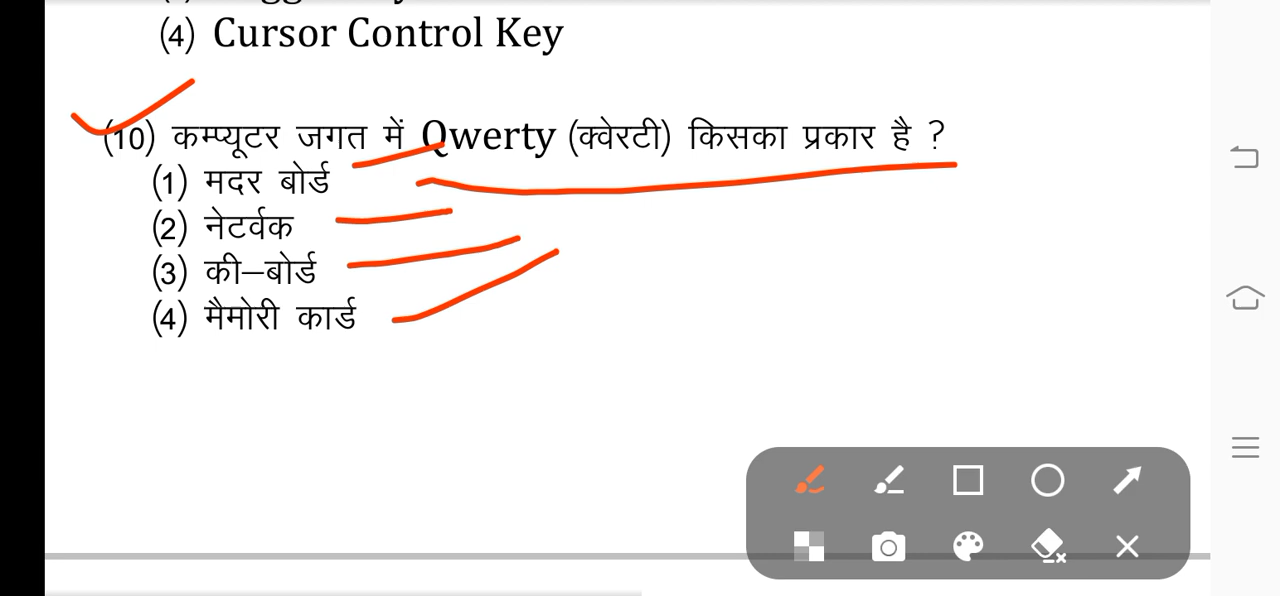 (4) Cursor Control Key
(10) कम्प्यूटर जगत में Qwerty (क्वेरटी) किसका प्रकार है ?
(1) मदर बोर्ड
(2) नेटर्वक
(3) की–बोर्ड
(4) मैमोरी कार्ड